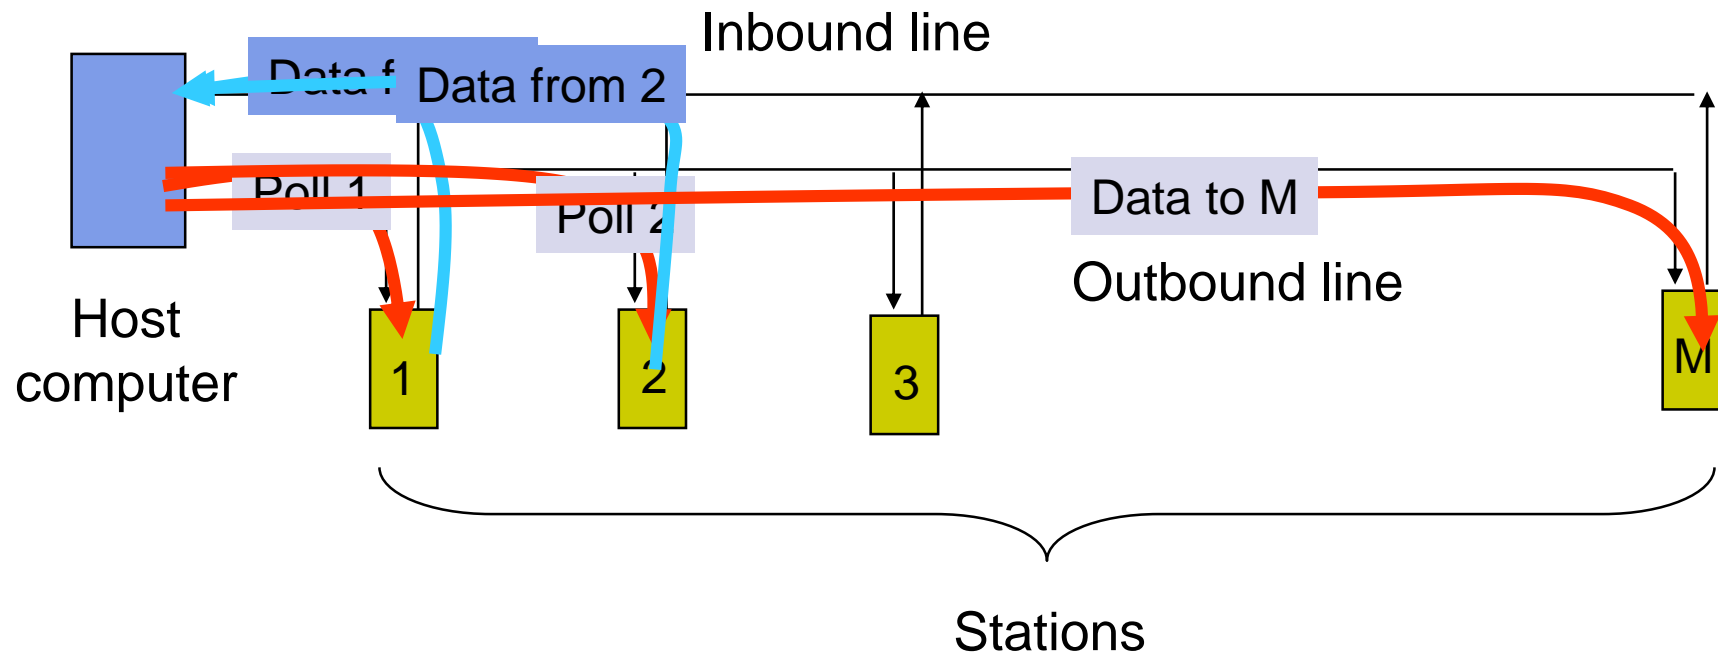 Inbound line
Data f
Data from 2
Poll 1
Poll 2
Data to M
Outbound line
Host
computer
1
2
3
M
Stations